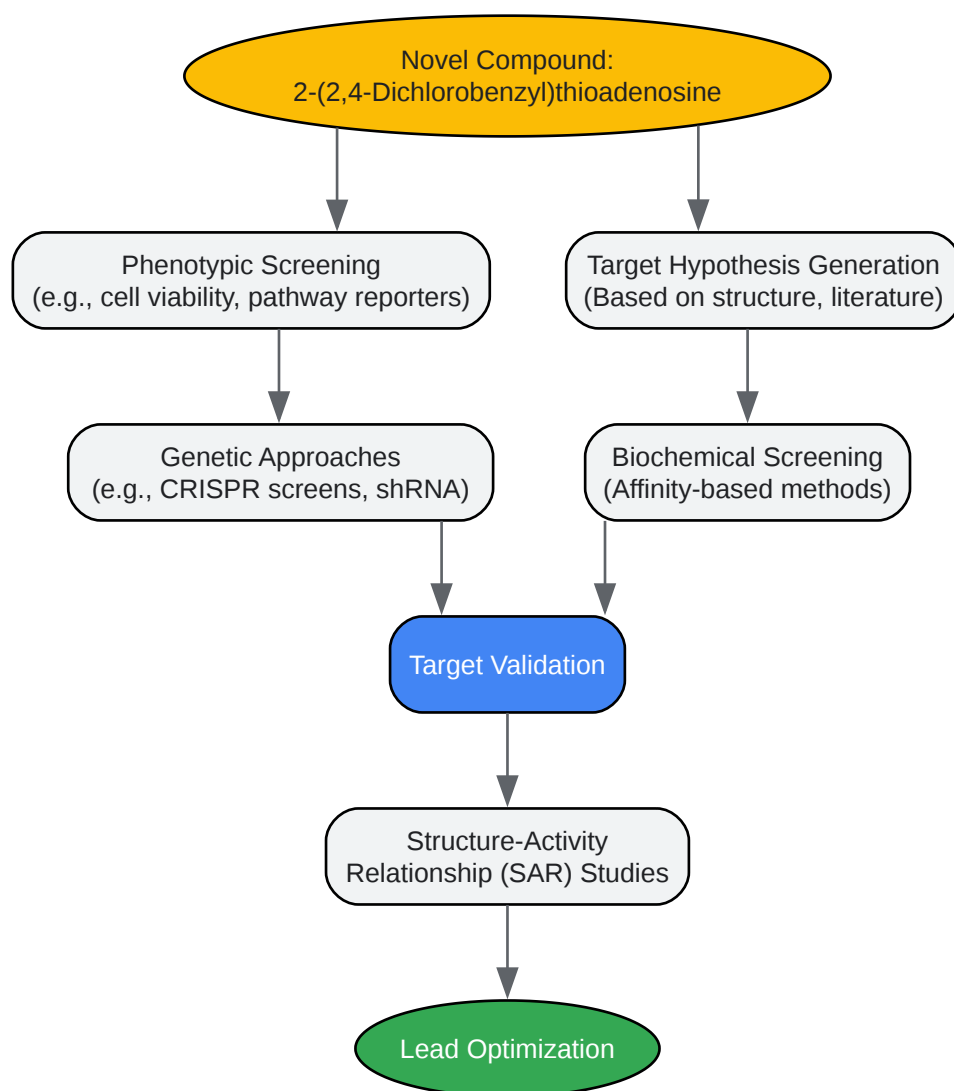 Novel Compound:
2-(2,4-Dichlorobenzyl)thioadenosine
Phenotypic Screening
(e.g., cell viability, pathway reporters)
Target Hypothesis Generation
(Based on structure, literature)
Genetic Approaches
(e.g., CRISPR screens, shRNA)
Biochemical Screening
(Affinity-based methods)
Target Validation
Structure-Activity
Relationship (SAR) Studies
Lead Optimization